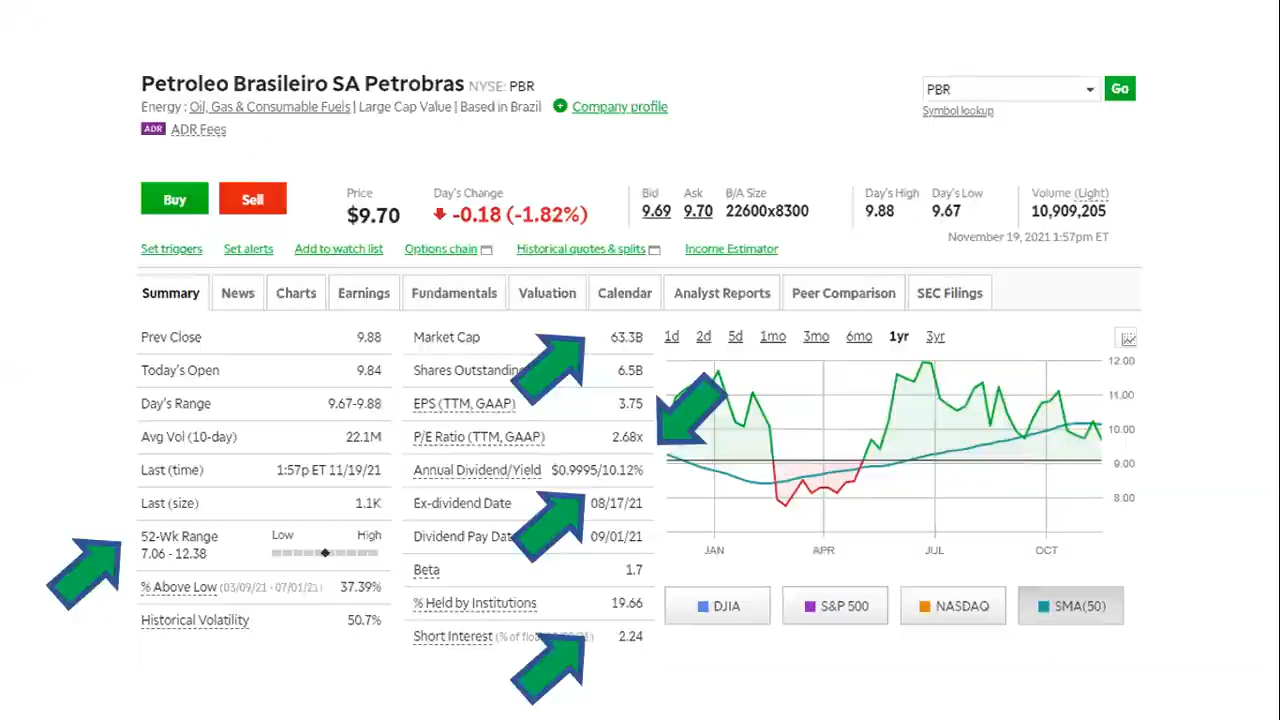 Petroleo Brasileiro SA Petrobras NYSE: PBR
Energy : Oil, Gas & Consumable Fuels | Large Cap Value | Based in Brazil Company profile
ADR ADR Fees
PBR Go
Symbol lookup
Buy Sell
Price
$9.70
Day's Change
-0.18 (-1.82%)
Bid Ask B/A Size
9.69 9.70 22600x8300
Day's High Day's Low
9.88 9.67
Volume (Light)
10,909,205
November 19, 2021 1:57pm ET
Set triggers Set alerts Add to watch list Options chain Historical quotes & splits Income Estimator
Summary News Charts Earnings Fundamentals Valuation Calendar Analyst Reports Peer Comparison SEC Filings
Prev Close 9.88
Today's Open 9.84
Day's Range 9.67-9.88
Avg Vol (10-day) 22.1M
Last (time) 1:57p ET 11/19/21
Last (size) 1.1K
52-Wk Range Low High
7.06 - 12.38
% Above Low (03/09/21 - 07/01/21) 37.39%
Historical Volatility 50.7%
Market Cap 63.3B
Shares Outstanding 6.5B
EPS (TTM, GAAP) 3.75
P/E Ratio (TTM, GAAP) 2.68x
Annual Dividend/Yield $0.9995/10.12%
Ex-dividend Date 08/17/21
Dividend Pay Dat 09/01/21
Beta 1.7
% Held by Institutions 19.66
Short Interest (% of flo 2.24
1d 2d 5d 1mo 3mo 6mo 1yr 3yr
12.00
11.00
10.00
9.00
8.00
JAN APR JUL OCT
DJIA S&P 500 NASDAQ SMA(50)